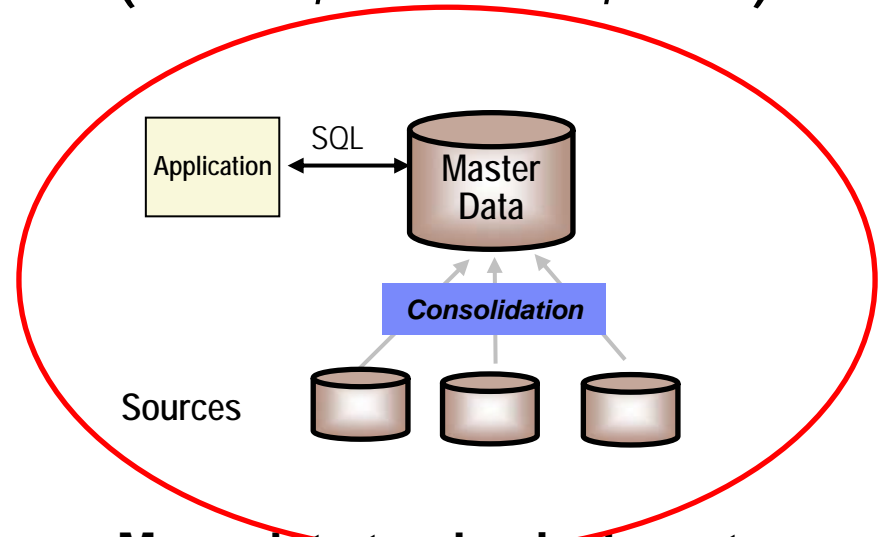 SQL
Application
Master
Data
Consolidation
Sources